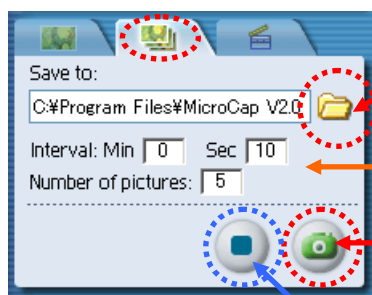 Save to:
C:¥Program Files¥MicroCap V2.0
Interval: Min 0 Sec 10
Number of pictures: 5